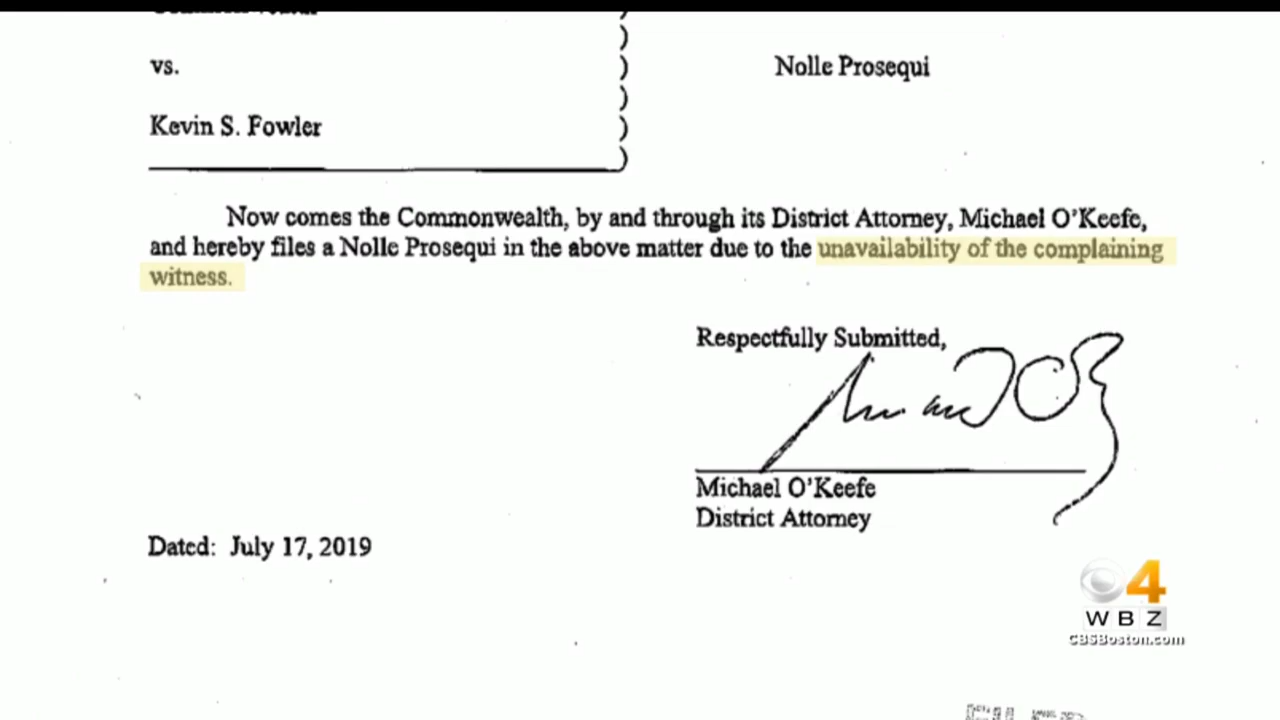 vs.
Nolle Prosequi
Kevin S. Fowler
Now comes the Commonwealth, by and through its District Attorney, Michael O'Keefe,
and hereby files a Nolle Prosequi in the above matter due to the unavailability of the complaining
witness.
Respectfully Submitted,
Michael O'Keefe
District Attorney
Dated: July 17, 2019
4
WBZ
CBSBoston.com